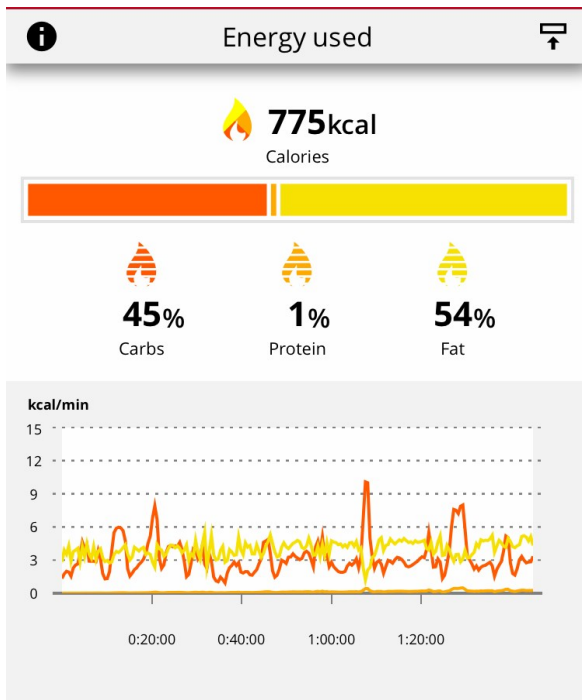 Energy used
775kcal
Calories
45% 1% 54%
Carbs Protein Fat
kcal/min
15
12
9
6
3
0
0:20:00 0:40:00 1:00:00 1:20:00